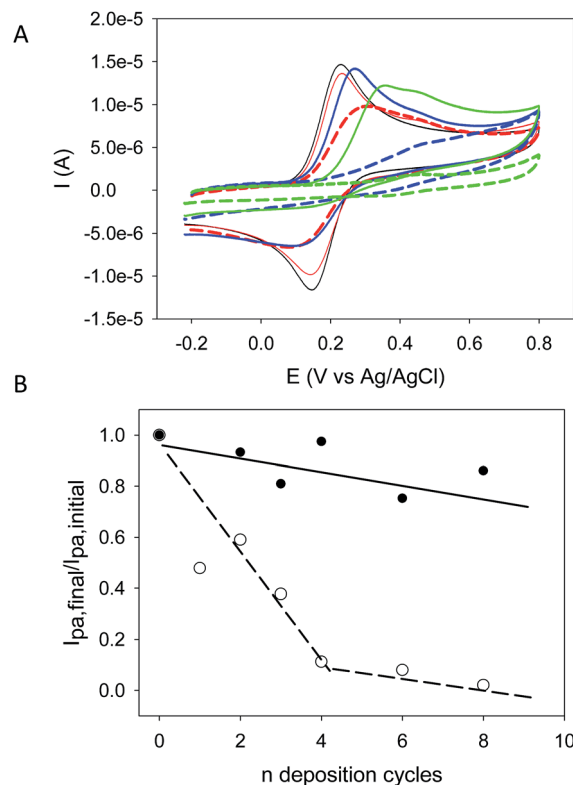 A
2.0e-5
1.5e-5
1.0e-5
5.0e-6
0.0
-5.0e-6
-1.0e-5
-1.5e-5
I (A)
-0.2 0.0 0.2 0.4 0.6 0.8
E (V vs Ag/AgCl)
B
1.0
0.8
0.6
0.4
0.2
0.0
Ipa,final/Ipa,initial
0 2 4 6 8 10
n deposition cycles